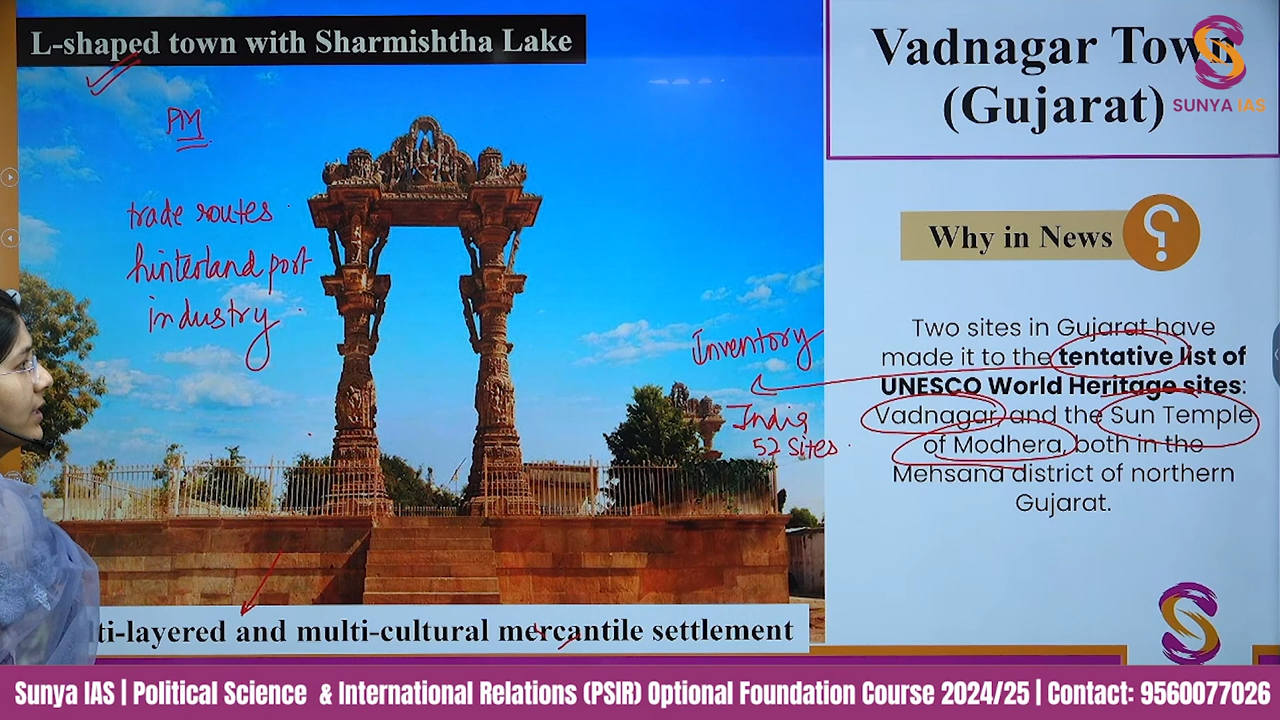 L-shaped town with Sharmishtha Lake
PM
trade routes
hinterland port
industry
Inventory
India
52 sites
ti-layered and multi-cultural mercantile settlement
Vadnagar Town
(Gujarat)
SUNYA IAS
Why in News
?
Two sites in Gujarat have
made it to the tentative list of
UNESCO World Heritage sites:
Vadnagar, and the Sun Temple
of Modhera, both in the
Mehsana district of northern
Gujarat.
Sunya IAS | Political Science & International Relations (PSIR) Optional Foundation Course 2024/25 | Contact: 9560077026